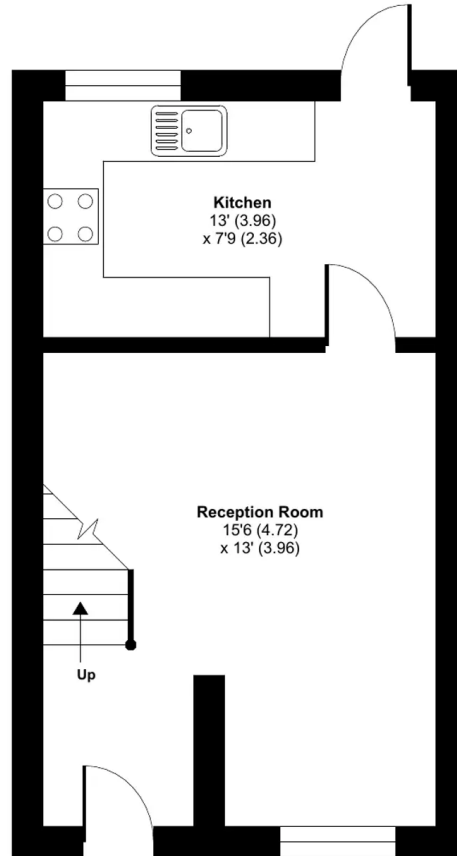 Kitchen
13' (3.96)
x 7'9 (2.36)
Reception Room
15'6 (4.72)
x 13' (3.96)
Up